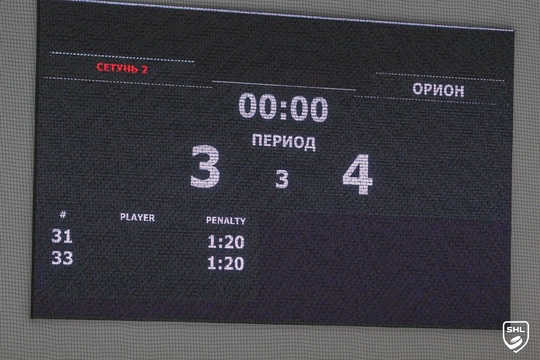 СЕТУНЬ 2
ОРИОН
00:00
ПЕРИОД
3 3 4
# PLAYER PENALTY
31 1:20
33 1:20
SHL